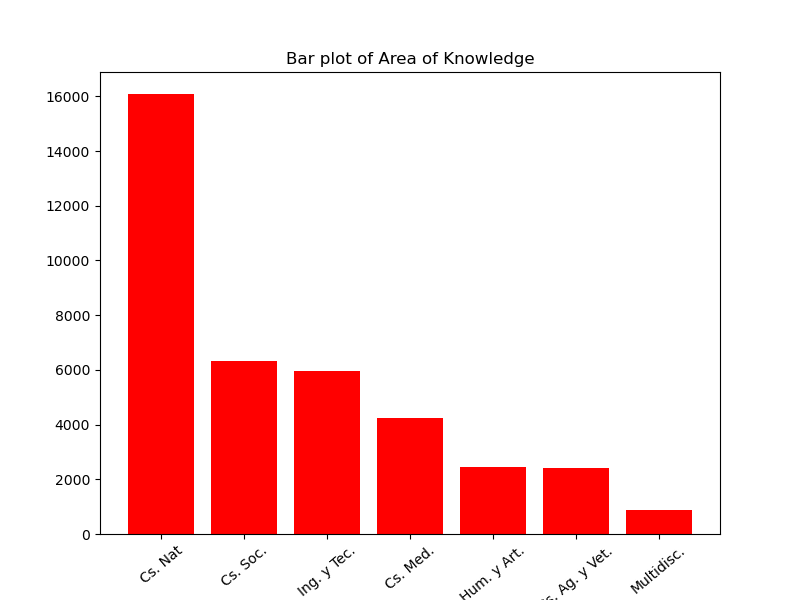 Bar plot of Area of Knowledge
16000
14000
12000
10000
8000
6000
4000
2000
0
Cs. Nat
Cs. Soc.
Ing. y Tec.
Cs. Med.
Hum. y Art.
s. Ag. y Vet.
Multidisc.